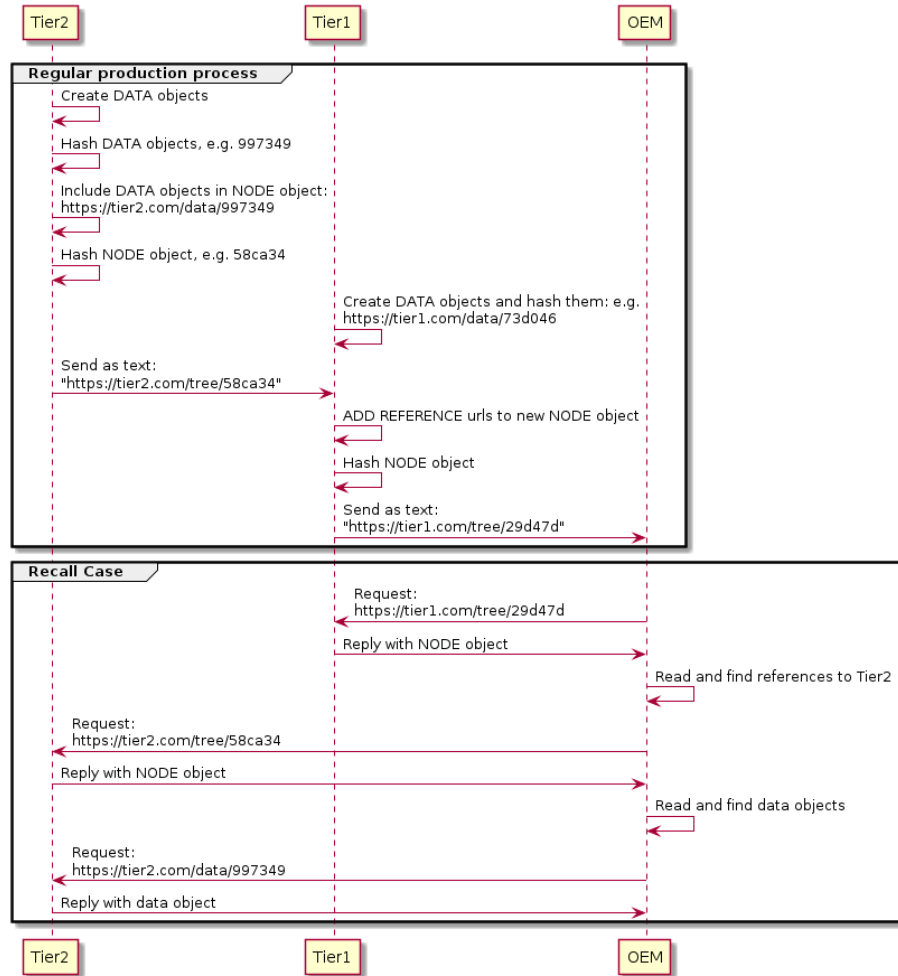 Tier2
Tier1
OEM
Regular production process
Create DATA objects
Hash DATA objects, e.g. 997349
Include DATA objects in NODE object:
https://tier2.com/data/997349
Hash NODE object, e.g. 58ca34
Create DATA objects and hash them: e.g.
https://tier1.com/data/73d046
Send as text:
"https://tier2.com/tree/58ca34"
ADD REFERENCE urls to new NODE object
Hash NODE object
Send as text:
"https://tier1.com/tree/29d47d"
Recall Case
Request:
https://tier1.com/tree/29d47d
Reply with NODE object
Read and find references to Tier2
Request:
https://tier2.com/tree/58ca34
Reply with NODE object
Read and find data objects
Request:
https://tier2.com/data/997349
Reply with data object
Tier2
Tier1
OEM